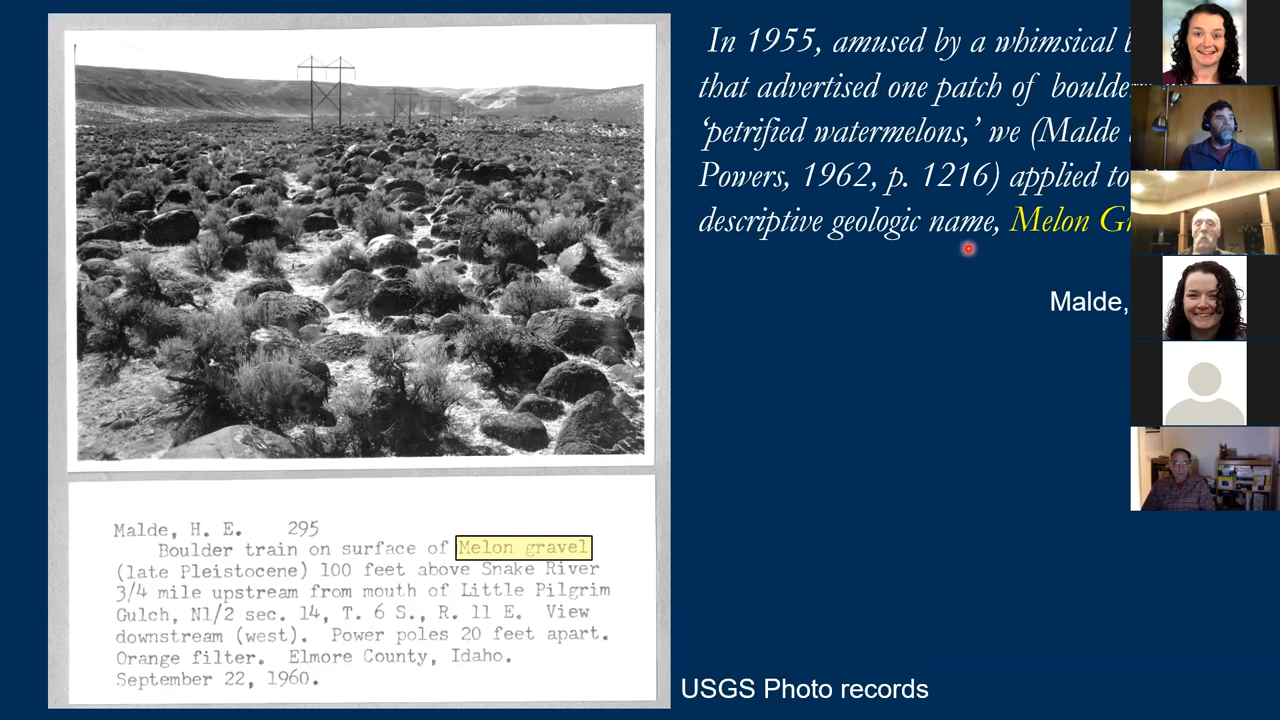 In 1955, amused by a whimsical
that advertised one patch of
‘petrified watermelons,’ we (Malde
Powers, 1962, p. 1216) applied to
descriptive geologic name, Melon
Malde,
Malde, H. E. 295
Boulder train on surface of Melon gravel
(late Pleistocene) 100 feet above Snake River
3/4 mile upstream from mouth of Little Pilgrim
Gulch, N1/2 sec. 14, T. 6 S., R. 11 E. View
downstream (west). Power poles 20 feet apart.
Orange filter. Elmore County, Idaho.
September 22, 1960.
USGS Photo records